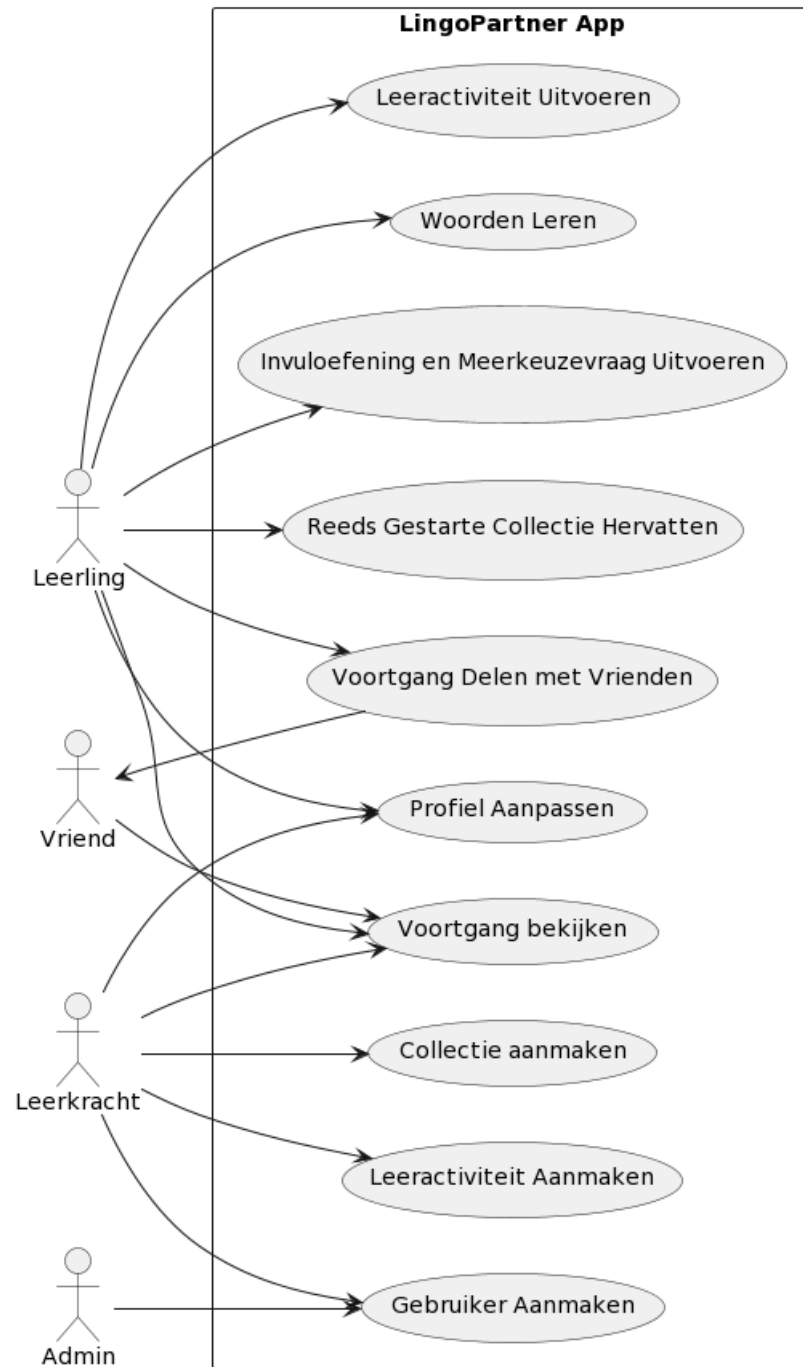 LingoPartner App
Leeractiviteit Uitvoeren
Woorden Leren
Invuloefening en Meerkeuzevraag Uitvoeren
Reeds Gestarte Collectie Hervatten
Leerling
Voortgang Delen met Vrienden
Profiel Aanpassen
Vriend
Voortgang bekijken
Collectie aanmaken
Leerkracht
Leeractiviteit Aanmaken
Gebruiker Aanmaken
Admin